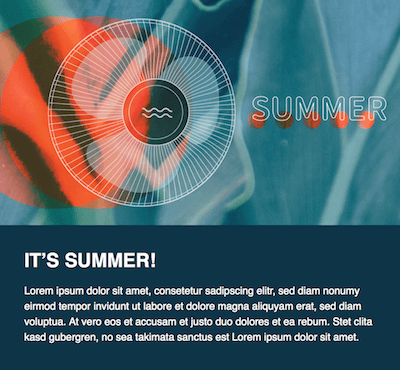 SUMMER
IT’S SUMMER!
Lorem ipsum dolor sit amet, consetetur sadipscing elitr, sed diam nonumy
eirmod tempor invidunt ut labore et dolore magna aliquyam erat, sed diam
voluptua. At vero eos et accusam et justo duo dolores et ea rebum. Stet clita
kasd gubergren, no sea takimata sanctus est Lorem ipsum dolor sit amet.